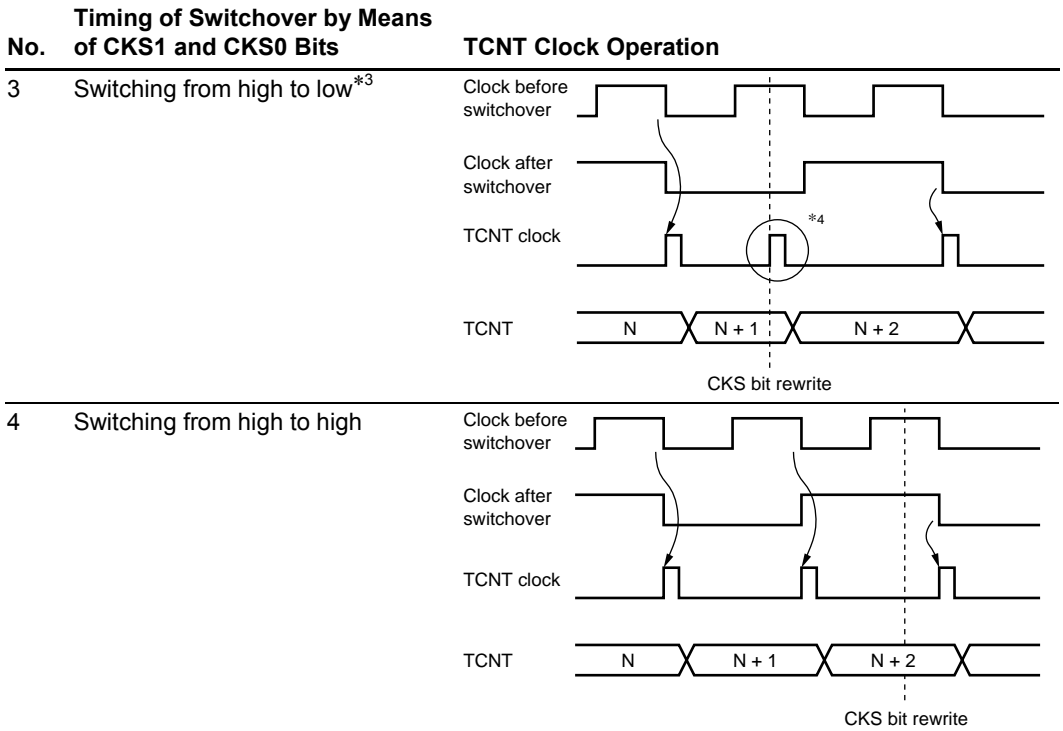 Timing of Switchover by Means
No. of CKS1 and CKS0 Bits TCNT Clock Operation
3 Switching from high to low*3
Clock before
switchover
Clock after
switchover
*4
TCNT clock
TCNT N N + 1 N + 2
CKS bit rewrite
4 Switching from high to high
Clock before
switchover
Clock after
switchover
TCNT clock
TCNT N N + 1 N + 2
CKS bit rewrite